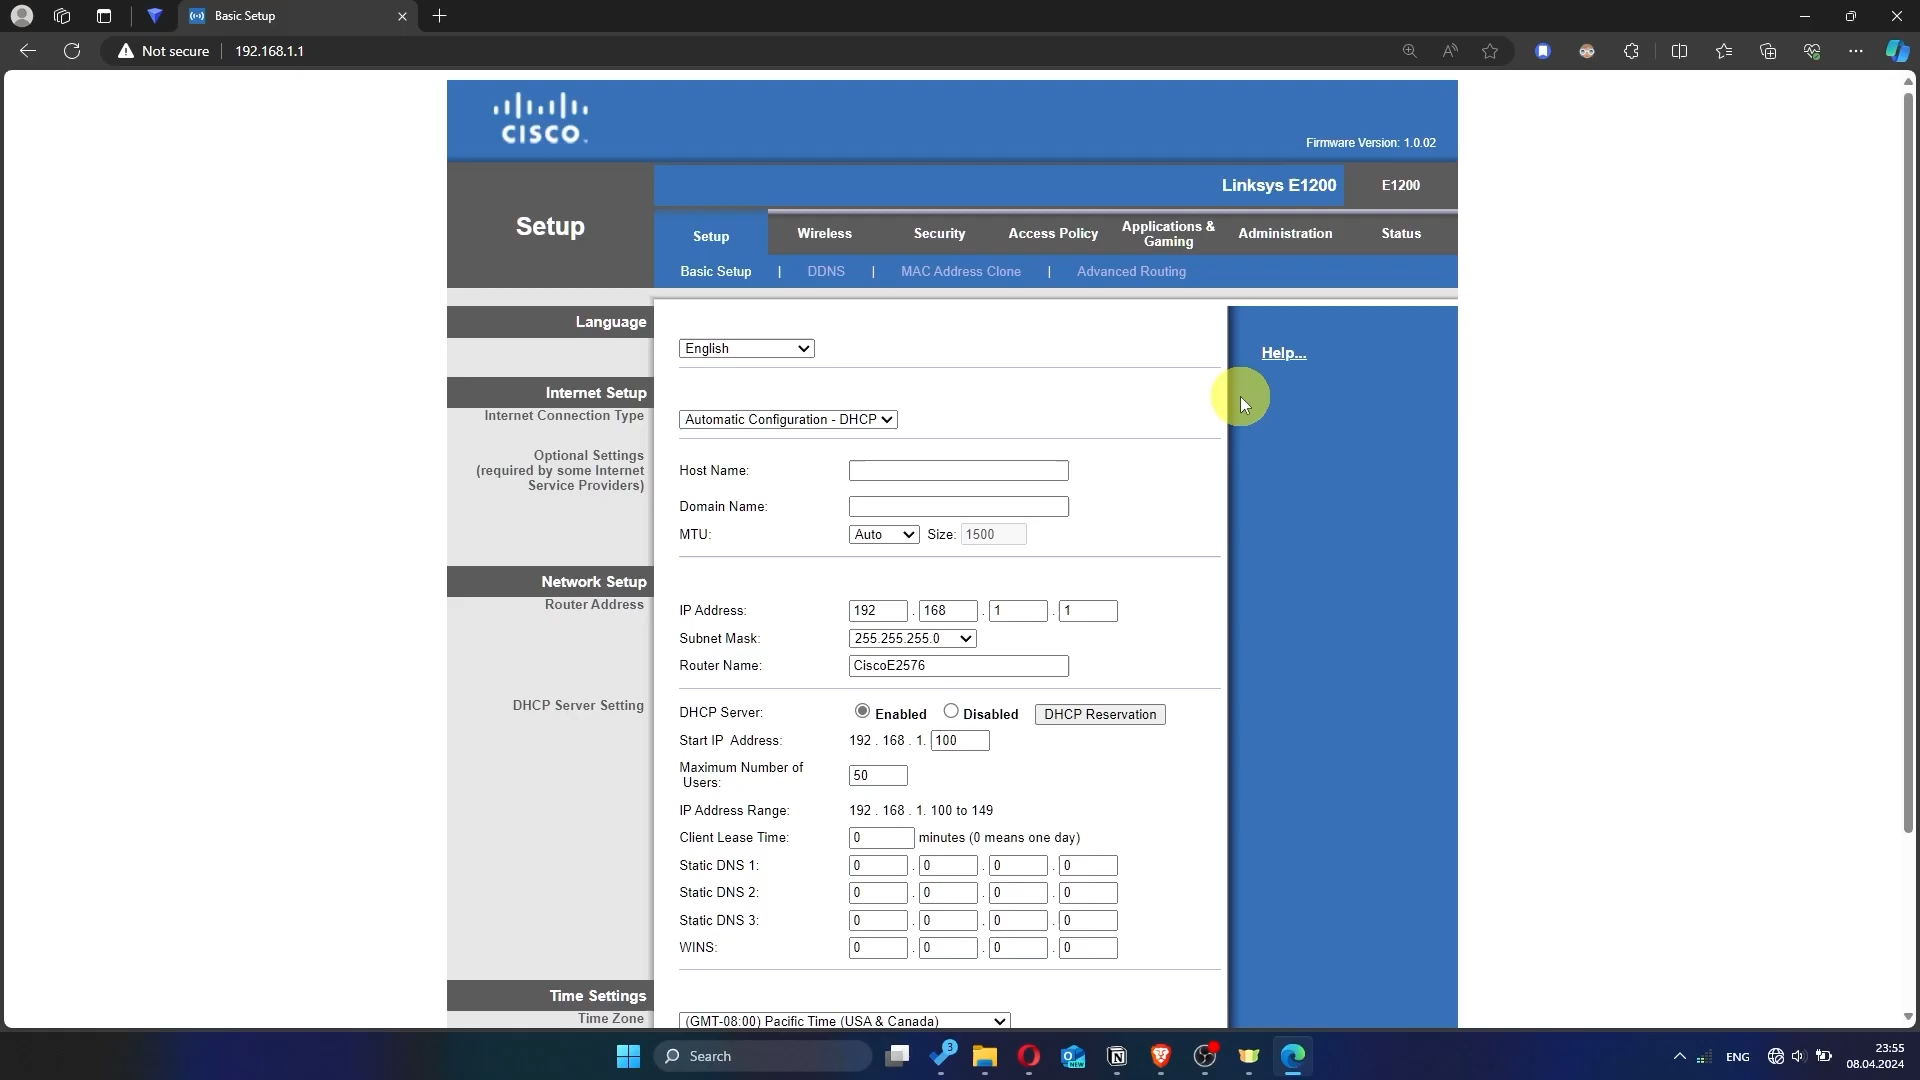 Basic Setup
Not secure
192.168.1.1
CISCO
Firmware Version: 1.0.02
Linksys E1200
E1200
Setup
Setup
Wireless
Security
Access Policy
Applications &
Gaming
Administration
Status
Basic Setup | DDNS | MAC Address Clone | Advanced Routing
Language
English
Help...
Internet Setup
Internet Connection Type
Automatic Configuration - DHCP
Optional Settings
(required by some Internet
Service Providers)
Host Name:
Domain Name:
MTU: Auto Size: 1500
Network Setup
Router Address
IP Address: 192 . 168 . 1 . 1
Subnet Mask: 255.255.255.0
Router Name: CiscoE2576
DHCP Server Setting
DHCP Server: Enabled Disabled DHCP Reservation
Start IP Address: 192 . 168 . 1. 100
Maximum Number of
Users: 50
IP Address Range: 192 . 168 . 1. 100 to 149
Client Lease Time: 0 minutes (0 means one day)
Static DNS 1: 0 . 0 . 0 . 0
Static DNS 2: 0 . 0 . 0 . 0
Static DNS 3: 0 . 0 . 0 . 0
WINS: 0 . 0 . 0 . 0
Time Settings
Time Zone
(GMT-08:00) Pacific Time (USA & Canada)
Search
3
NEW
ENG
23:55
08.04.2024